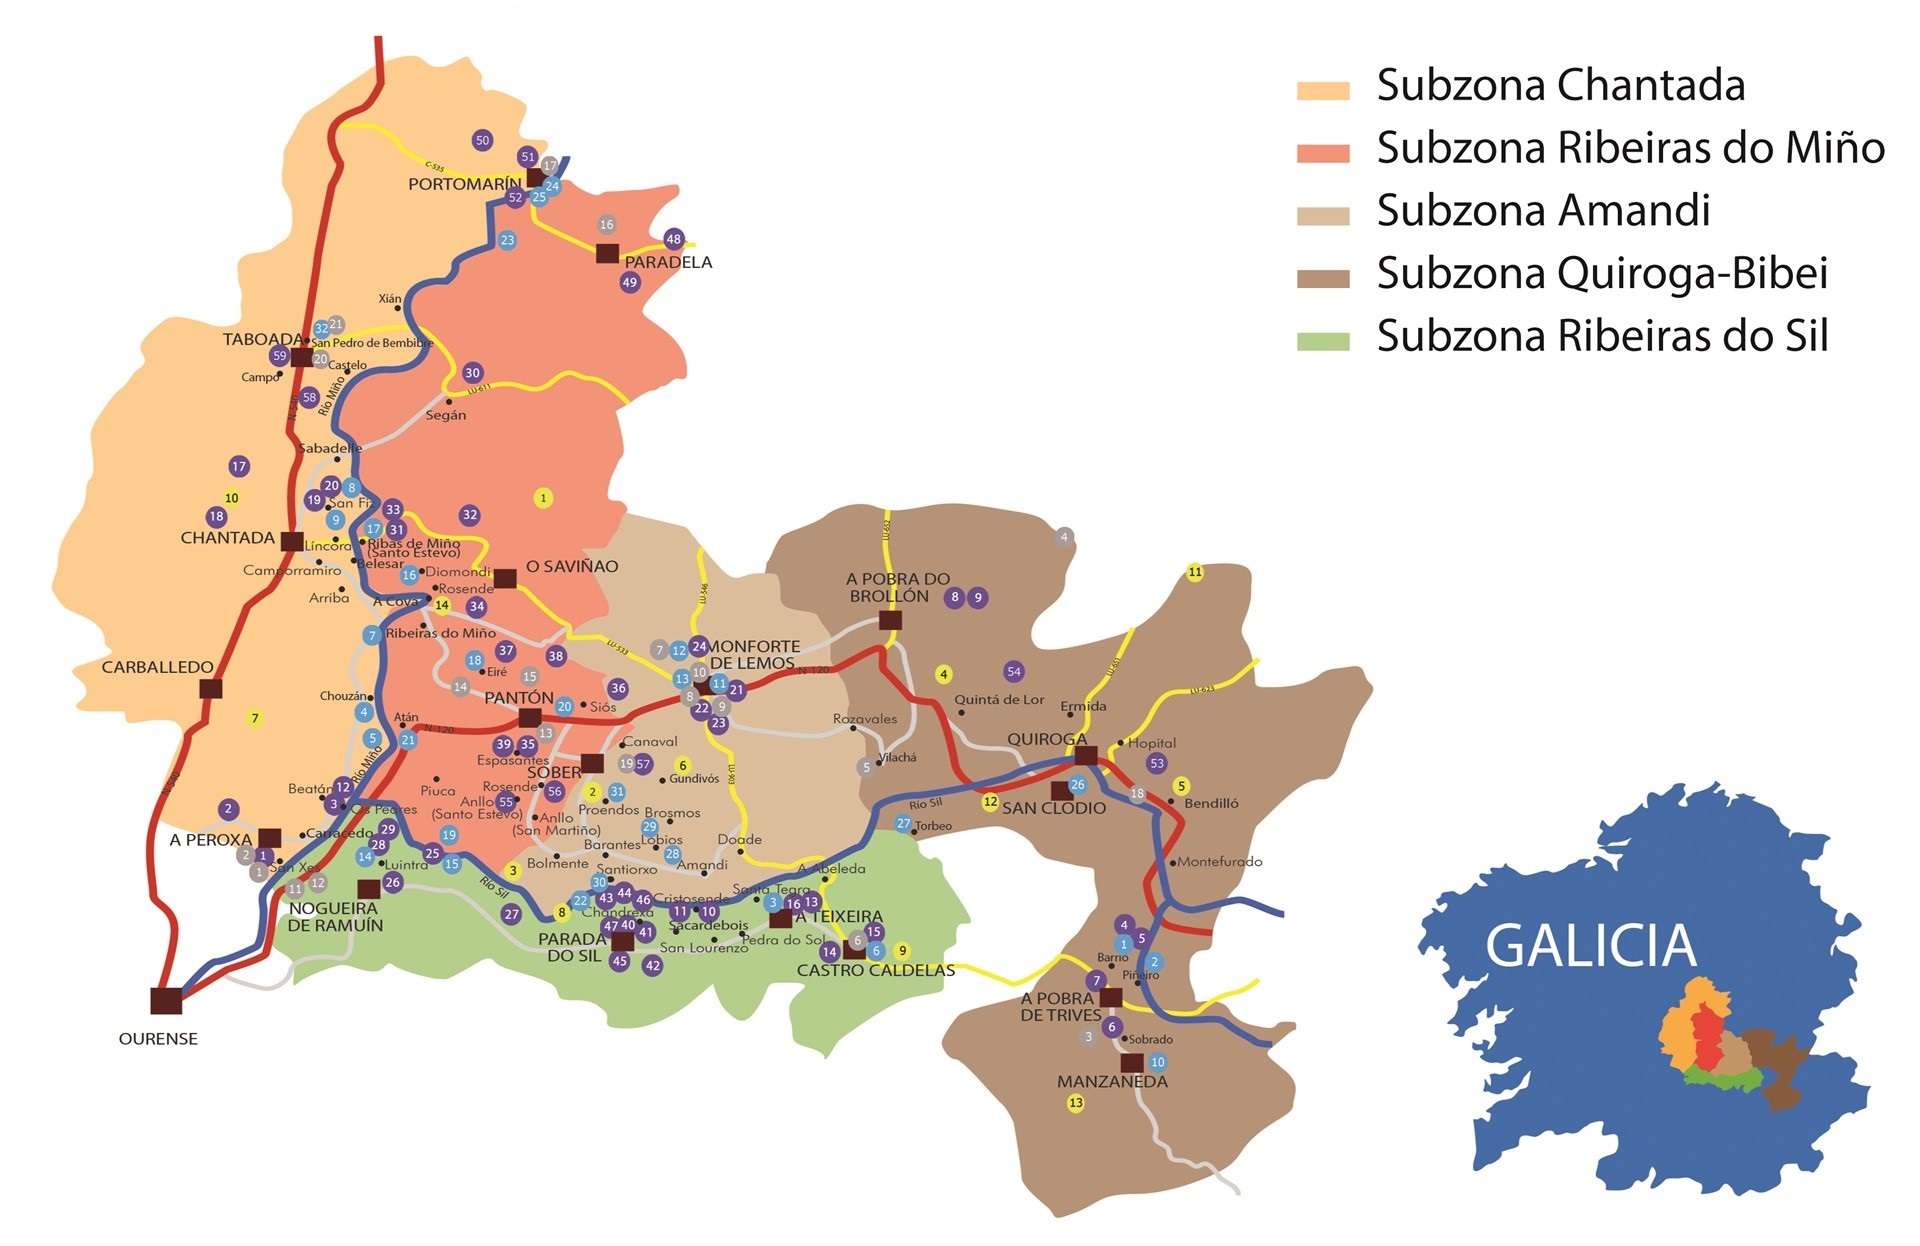 Subzona Chantada
Subzona Ribeiras do Miño
Subzona Amandi
Subzona Quiroga-Bibei
Subzona Ribeiras do Sil
50
C-535
51
17
PORTOMARÍN
24
52
25
16
23
48
PARADELA
49
Xián
32
21
TABOADA
San Pedro de Bembibre
59
20
Castelo
Campo
30
LU-611
58
Río Miño
Segán
Sabadelle
17
10
20
8
19
San Fiz
1
18
9
33
32
17
31
CHANTADA
Líncora
Ribas de Miño
(Santo Estevo)
Belesar
Camporramiro
16
Diomondi
O SAVIÑAO
Rosende
Arriba
A Cova
14
34
7
Ribeiras do Miño
LU-533
LU-546
LU-652
4
11
A POBRA DO
BROLLÓN
8
9
37
38
18
Eiré
7
12
24
MONFORTE
DE LEMOS
CARBALLEDO
14
15
13
10
11
21
N-120
PANTÓN
36
8
9
22
23
20
Siós
Chouzán
4
7
Atán
N-120
5
21
13
39
35
Espasantes
Canaval
19
57
6
Gundivós
LU-903
Rozavales
5
Vilachá
4
54
Quintá de Lor
Ermida
LU-651
LU-623
QUIROGA
Hopital
53
SOBER
Rosende
56
2
31
Proendos
Anllo
(Santo Estevo)
55
Anllo
(San Martiño)
Piuca
Beatán
12
3
Os Peares
Río Miño
N-540
2
A PEROXA
Carracedo
29
28
2
1
1
San Xes
14
Luintra
19
25
15
26
11
12
NOGUEIRA
DE RAMUÍN
Brosmos
29
Lobios
Barantes
28
Bolmente
Santiorxo
Amandi
Doade
3
30
Río Sil
27
8
22
43
44
46
Cristosende
Santa Tegra
A Abeleda
Chandrexa
11
10
3
16
13
A TEIXEIRA
47
40
41
Sacardebois
PARADA
DO SIL
San Lourenzo
Pedra do Sol
45
42
14
6
15
6
9
CASTRO CALDELAS
12
SAN CLODIO
26
18
5
Bendilló
Río Sil
27
Torbeo
Montefurado
4
5
1
Barrio
2
Piñeiro
7
A POBRA
DE TRIVES
6
3
Sobrado
10
MANZANEDA
13
OURENSE
GALICIA